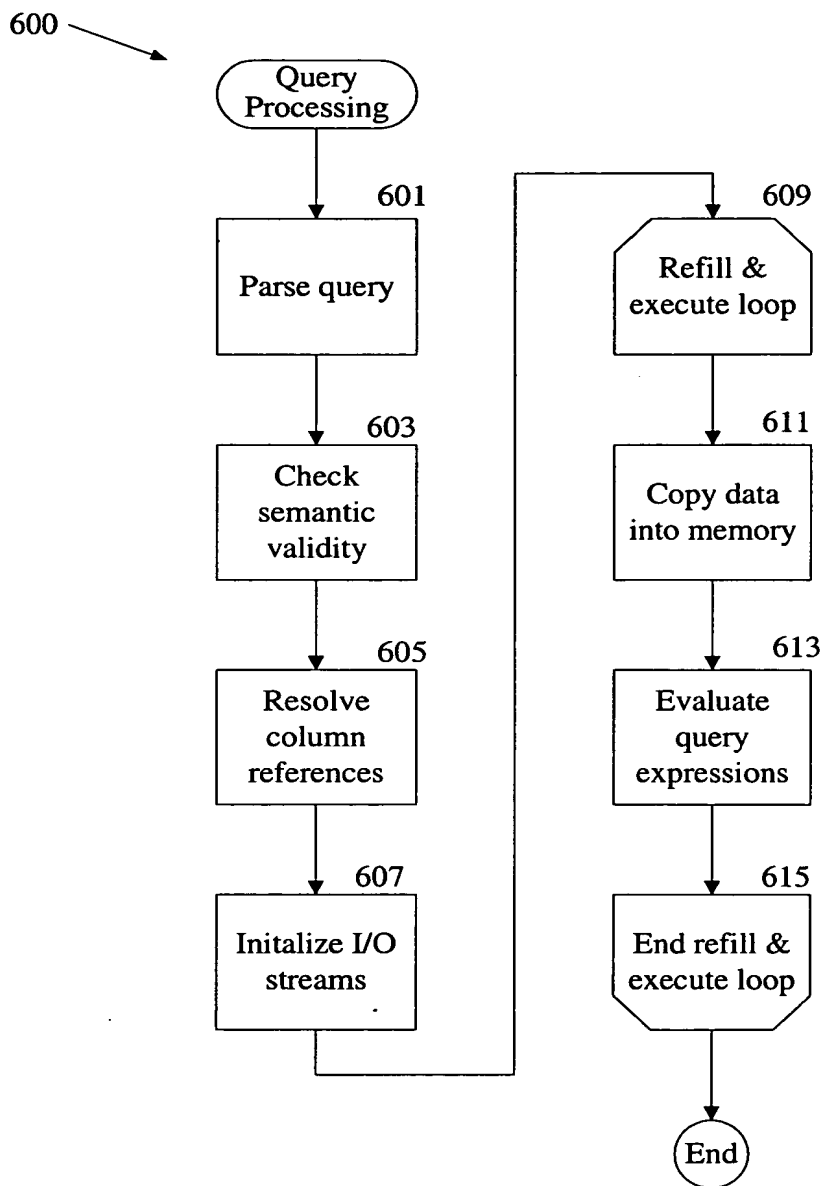 600
Query
Processing
601
Parse query
603
Check
semantic
validity
605
Resolve
column
references
607
Initalize I/O
streams
609
Refill &
execute loop
611
Copy data
into memory
613
Evaluate
query
expressions
615
End refill &
execute loop
End